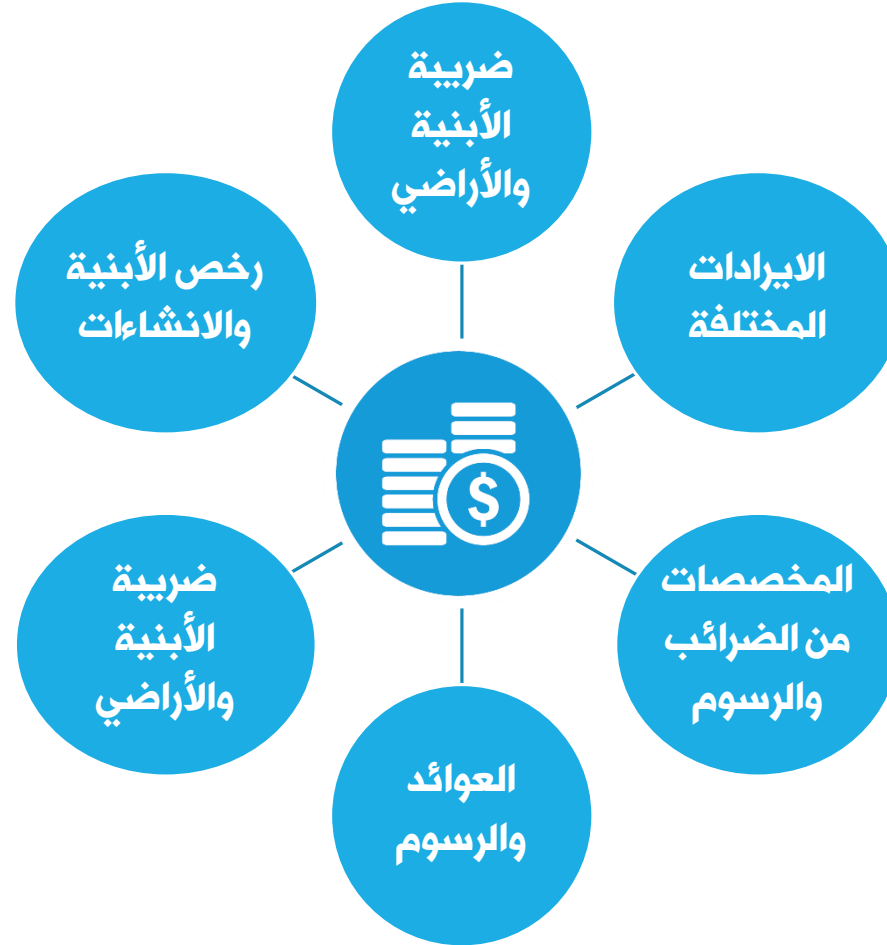 ضريبة
الأبنية
والأراضي
الايرادات
المختلفة
المخصصات
من الضرائب
والرسوم
العوائد
والرسوم
ضريبة
الأبنية
والأراضي
رخص الأبنية
والانشاءات
$